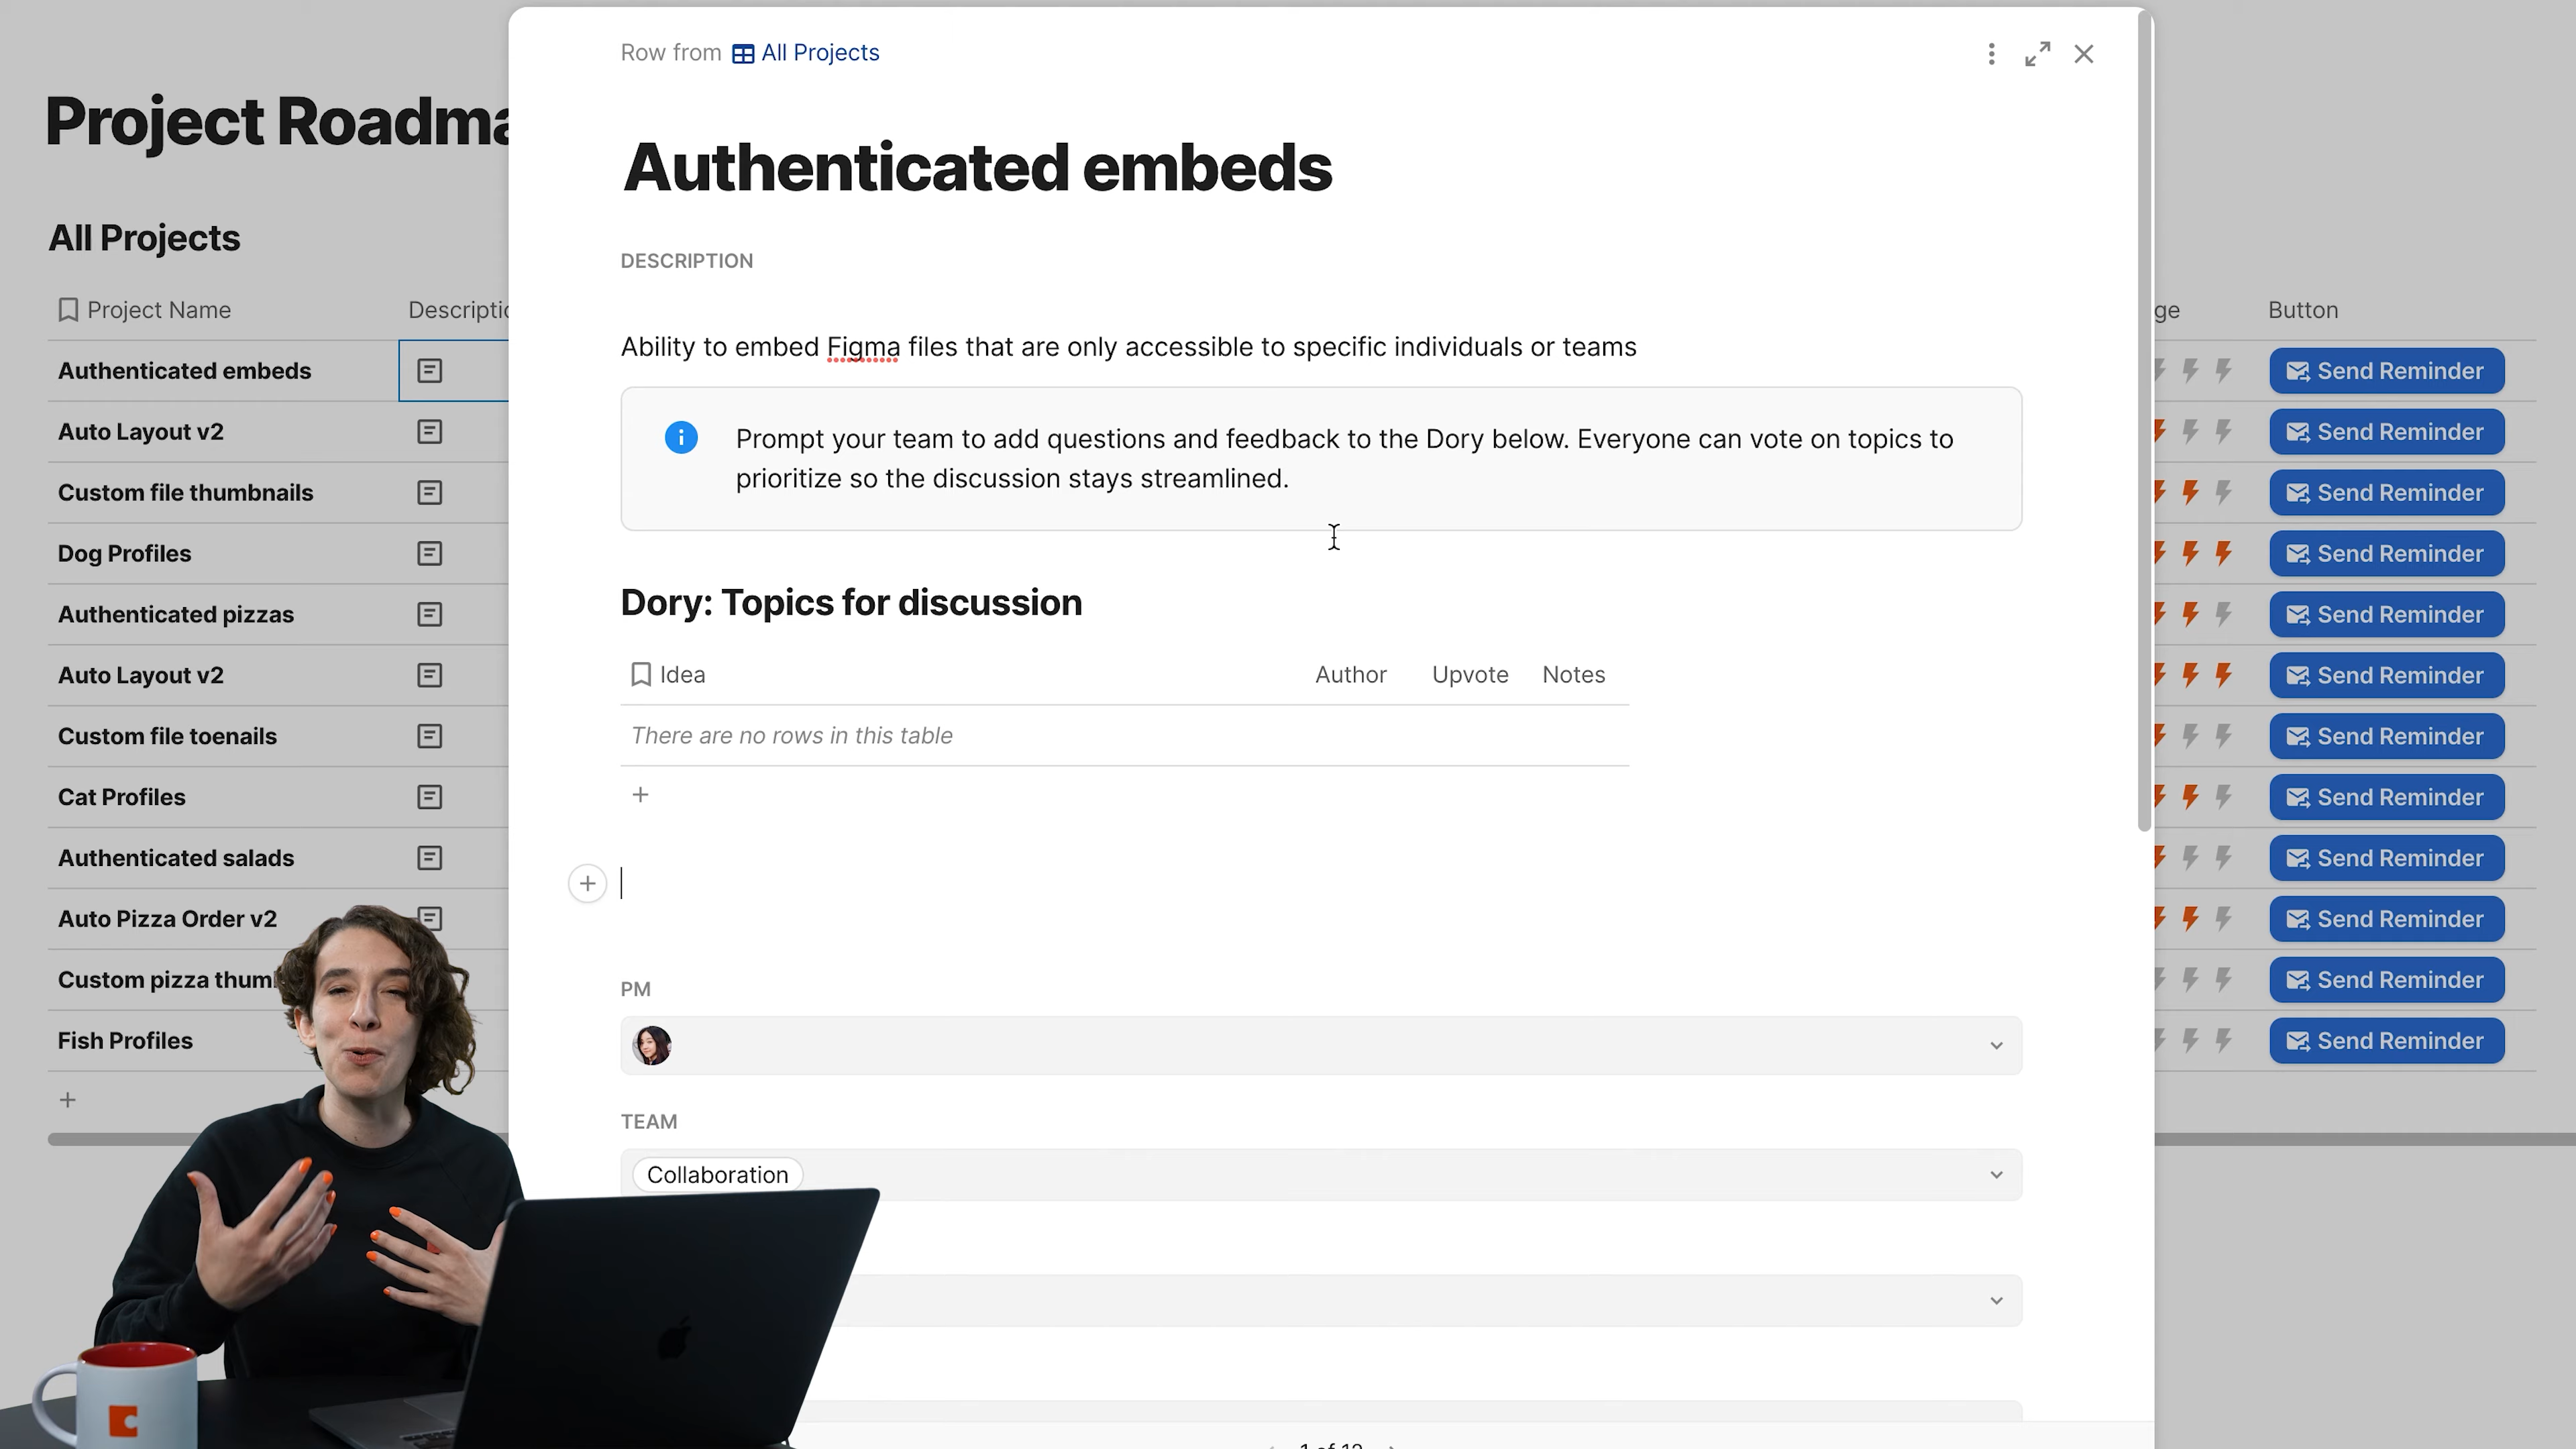 Project Roadma
All Projects
Project Name Descriptio
Authenticated embeds
Auto Layout v2
Custom file thumbnails
Dog Profiles
Authenticated pizzas
Auto Layout v2
Custom file toenails
Cat Profiles
Authenticated salads
Auto Pizza Order v2
Custom pizza thum
Fish Profiles
Row from All Projects
Authenticated embeds
DESCRIPTION
Ability to embed Figma files that are only accessible to specific individuals or teams
Prompt your team to add questions and feedback to the Dory below. Everyone can vote on topics to
prioritize so the discussion stays streamlined.
Dory: Topics for discussion
Idea Author Upvote Notes
There are no rows in this table
PM
TEAM
Collaboration
1 of 12
ge Button
Send Reminder
Send Reminder
Send Reminder
Send Reminder
Send Reminder
Send Reminder
Send Reminder
Send Reminder
Send Reminder
Send Reminder
Send Reminder
Send Reminder